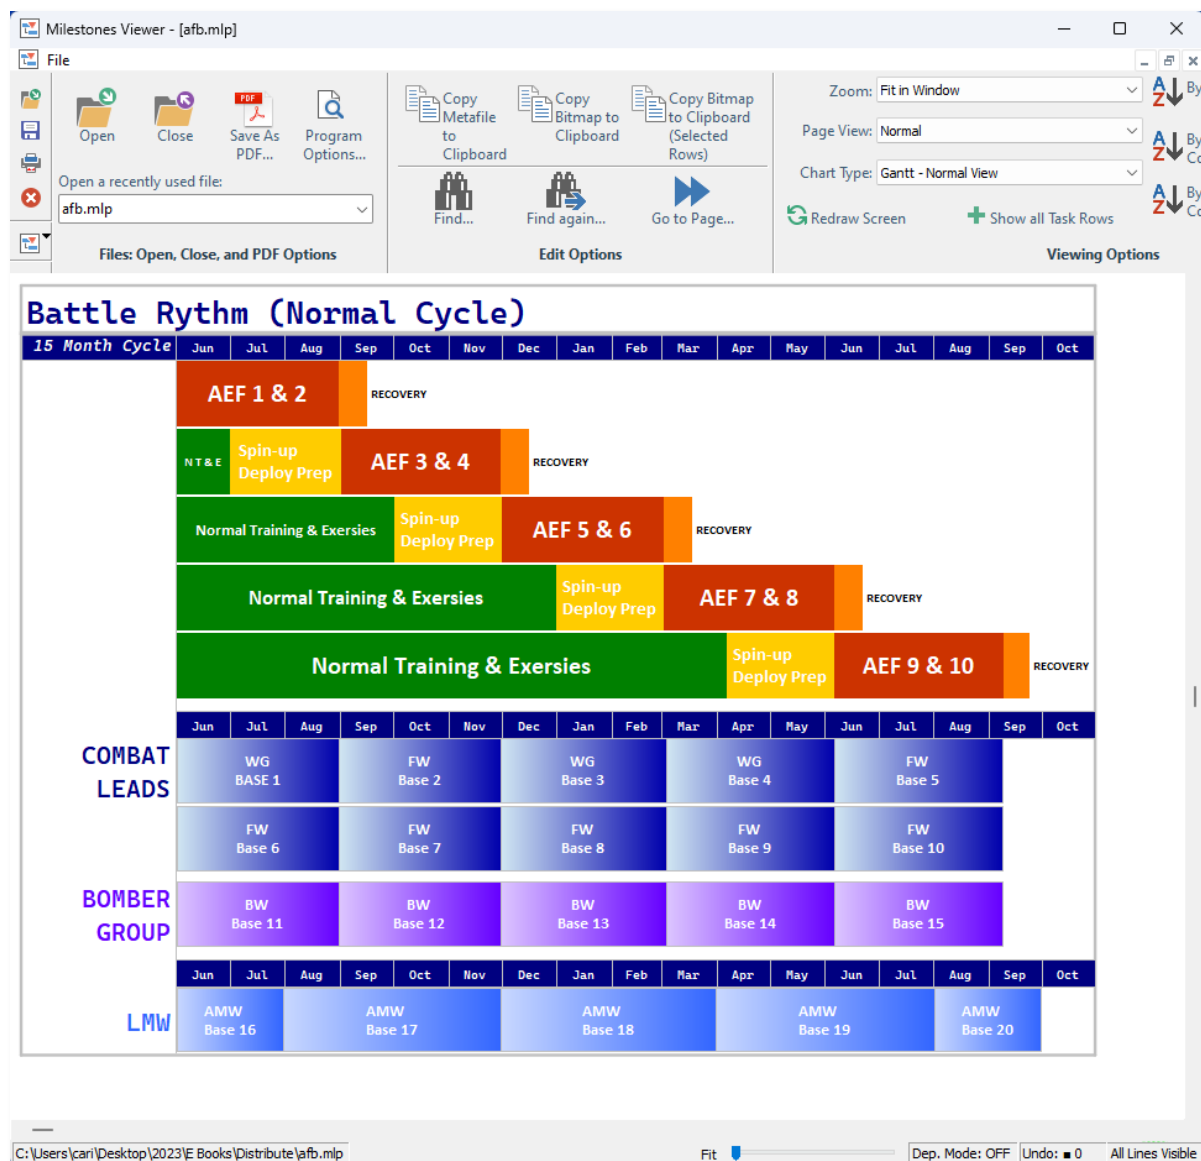 Milestones Viewer - [afb.mlp]
File
Open
Close
Save As
PDF...
Program
Options...
Open a recently used file:
afb.mlp
Files: Open, Close, and PDF Options
Copy
Metafile
to
Clipboard
Copy
Bitmap to
Clipboard
Copy Bitmap
to Clipboard
(Selected
Rows)
Find...
Find again...
Go to Page...
Edit Options
Zoom: Fit in Window
Page View: Normal
Chart Type: Gantt - Normal View
Redraw Screen
Show all Task Rows
By
By
Co
By
Co
Viewing Options
Battle Rythm (Normal Cycle)
15 Month Cycle Jun Jul Aug Sep Oct Nov Dec Jan Feb Mar Apr May Jun Jul Aug Sep Oct
AEF 1 & 2 RECOVERY
N T & E Spin-up
Deploy Prep AEF 3 & 4 RECOVERY
Normal Training & Exersies Spin-up
Deploy Prep AEF 5 & 6 RECOVERY
Normal Training & Exersies Spin-up
Deploy Prep AEF 7 & 8 RECOVERY
Normal Training & Exersies Spin-up
Deploy Prep AEF 9 & 10 RECOVERY
Jun Jul Aug Sep Oct Nov Dec Jan Feb Mar Apr May Jun Jul Aug Sep Oct
COMBAT
LEADS
WG FW WG WG FW
BASE 1 Base 2 Base 3 Base 4 Base 5
FW FW FW FW FW
Base 6 Base 7 Base 8 Base 9 Base 10
BOMBER
GROUP
BW BW BW BW BW
Base 11 Base 12 Base 13 Base 14 Base 15
Jun Jul Aug Sep Oct Nov Dec Jan Feb Mar Apr May Jun Jul Aug Sep Oct
LMW
AMW AMW AMW AMW AMW
Base 16 Base 17 Base 18 Base 19 Base 20
C:\Users\cari\Desktop\2023\E Books\Distribute\afb.mlp
Fit
Dep. Mode: OFF
Undo: ■ 0
All Lines Visible